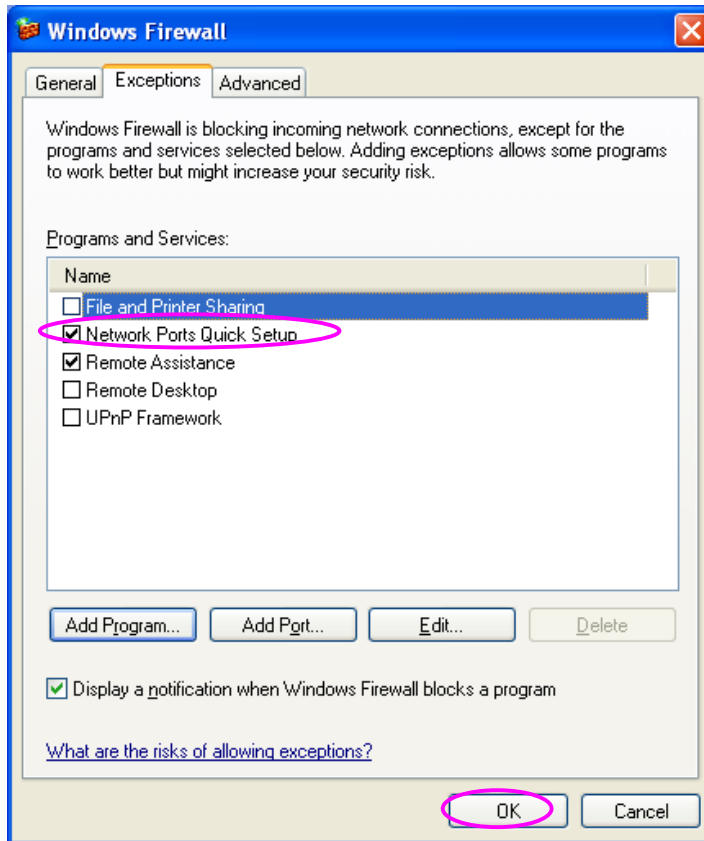 Windows Firewall
General Exceptions Advanced
Windows Firewall is blocking incoming network connections, except for the
programs and services selected below. Adding exceptions allows some programs
to work better but might increase your security risk.
Programs and Services:
Name
File and Printer Sharing
Network Ports Quick Setup
Remote Assistance
Remote Desktop
UPnP Framework
Add Program... Add Port... Edit... Delete
Display a notification when Windows Firewall blocks a program
What are the risks of allowing exceptions?
OK Cancel